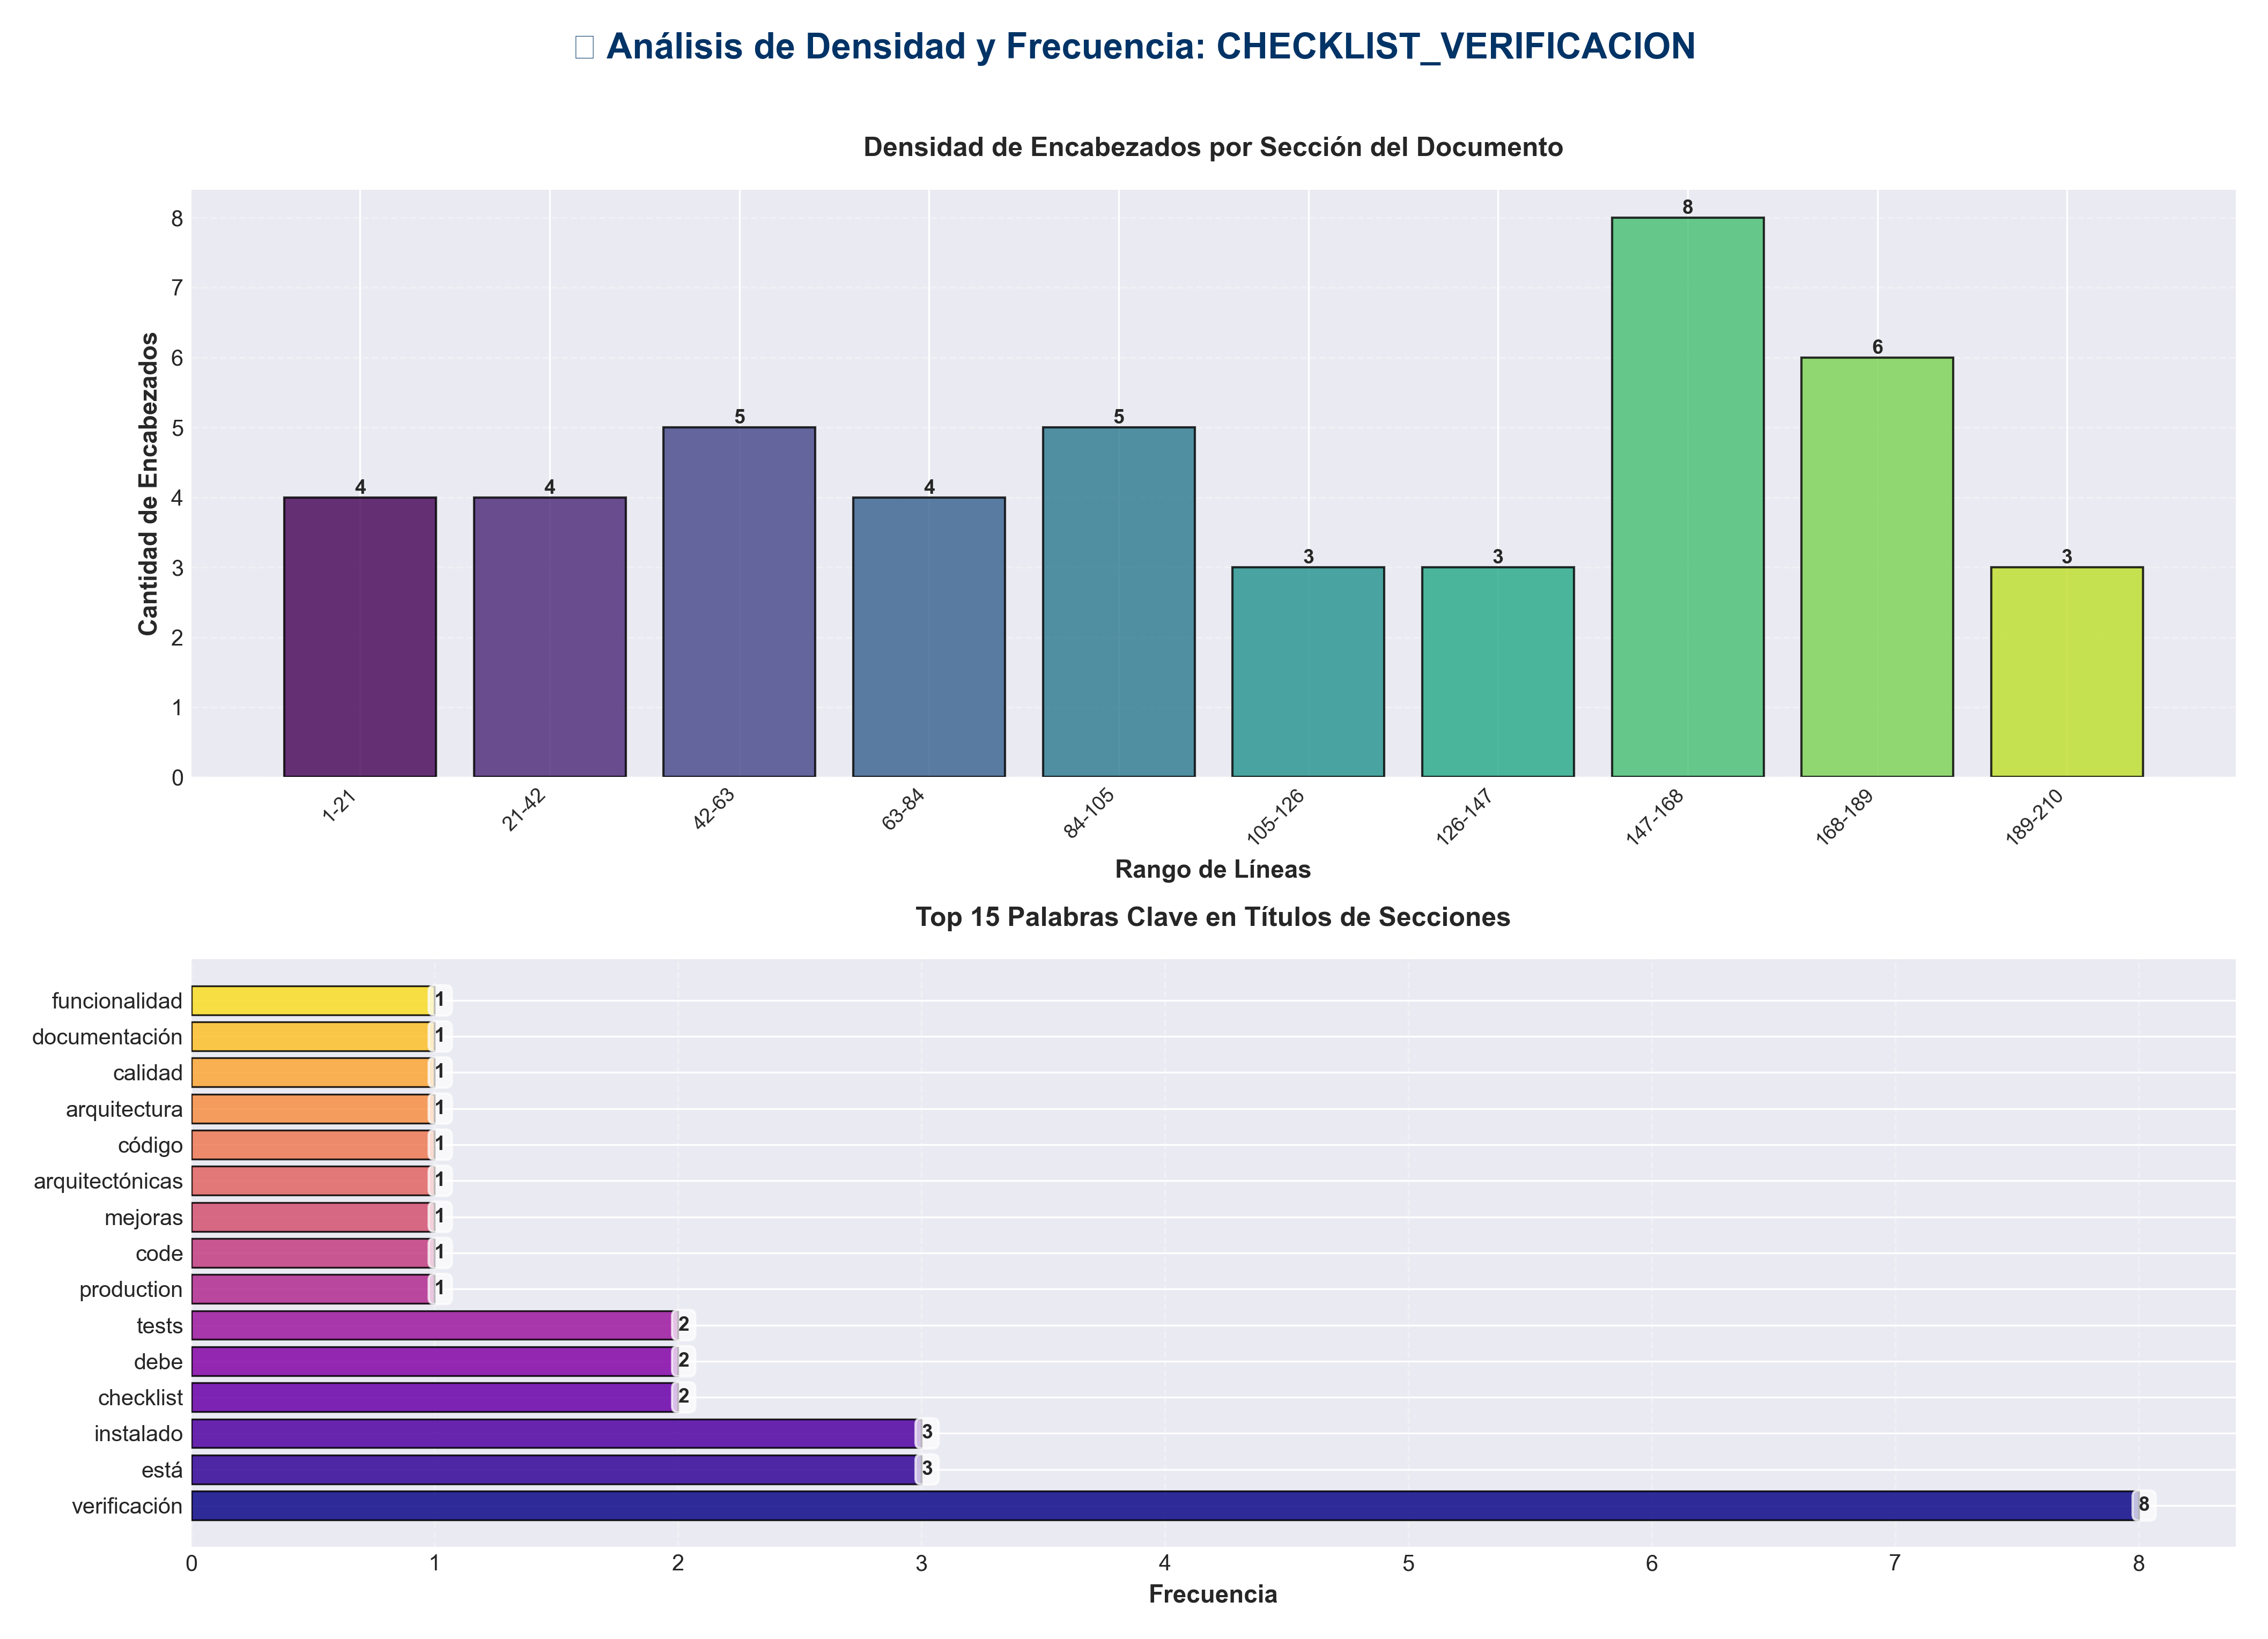 Análisis de Densidad y Frecuencia: CHECKLIST_VERIFICACION
Densidad de Encabezados por Sección del Documento
Cantidad de Encabezados
8
7
6
5
4
3
2
1
0
4
4
5
4
5
3
3
8
6
3
1-21
21-42
42-63
63-84
84-105
105-126
126-147
147-168
168-189
189-210
Rango de Líneas
Top 15 Palabras Clave en Títulos de Secciones
funcionalidad 1
documentación 1
calidad 1
arquitectura 1
código 1
arquitectónicas 1
mejoras 1
code 1
production 1
tests 2
debe 2
checklist 2
instalado 3
está 3
verificación 8
0 1 2 3 4 5 6 7 8
Frecuencia